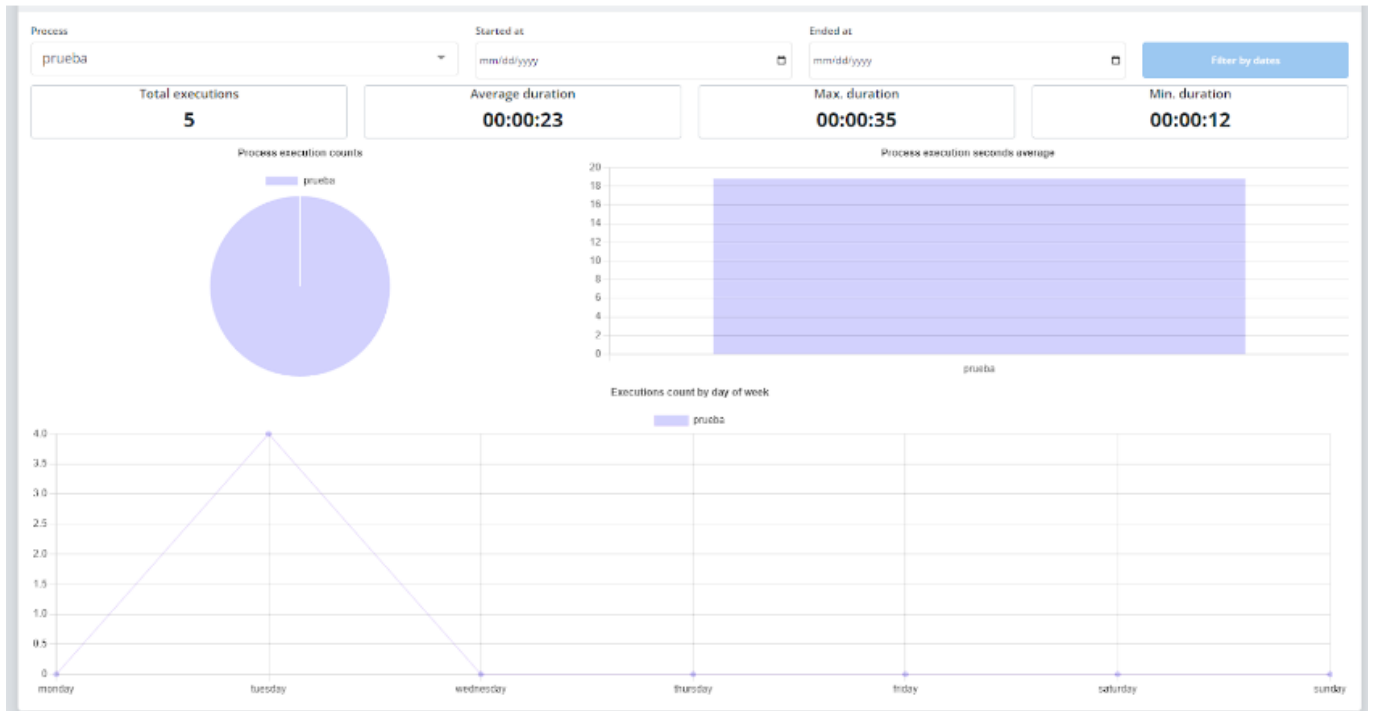 Process Started at Ended at
prueba mm/dd/yyyy mm/dd/yyyy Filter by dates
Total executions Average duration Max. duration Min. duration
5 00:00:23 00:00:35 00:00:12
Process execution counts
prueba
Process execution seconds average
20
18
16
14
12
10
8
6
4
2
0
prueba
Executions count by day of week
prueba
4.0
3.5
3.0
2.5
2.0
1.5
1.0
0.5
0
monday tuesday wednesday thursday friday saturday sunday